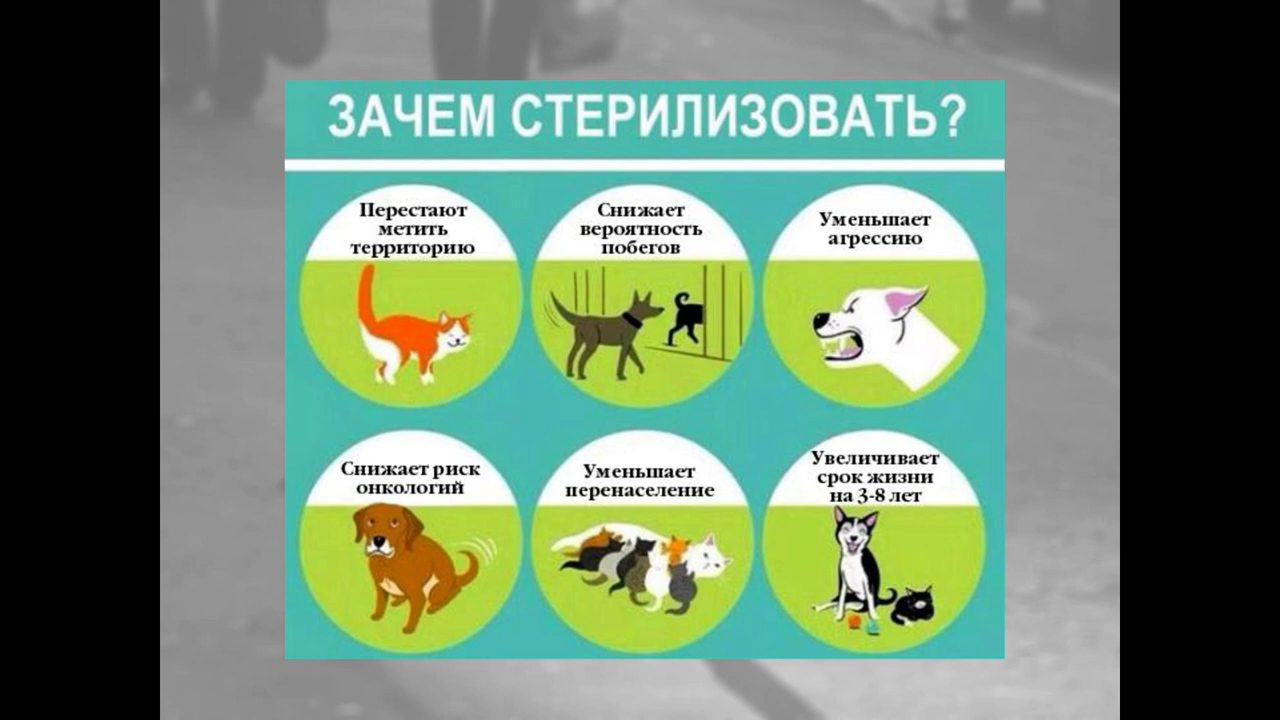 ЗАЧЕМ СТЕРИЛИЗОВАТЬ?
Перестают
метить
территорию
Снижает
вероятность
побегов
Уменьшает
агрессию
Снижает риск
онкологий
Уменьшает
перенаселение
Увеличивает
срок жизни
на 3-8 лет